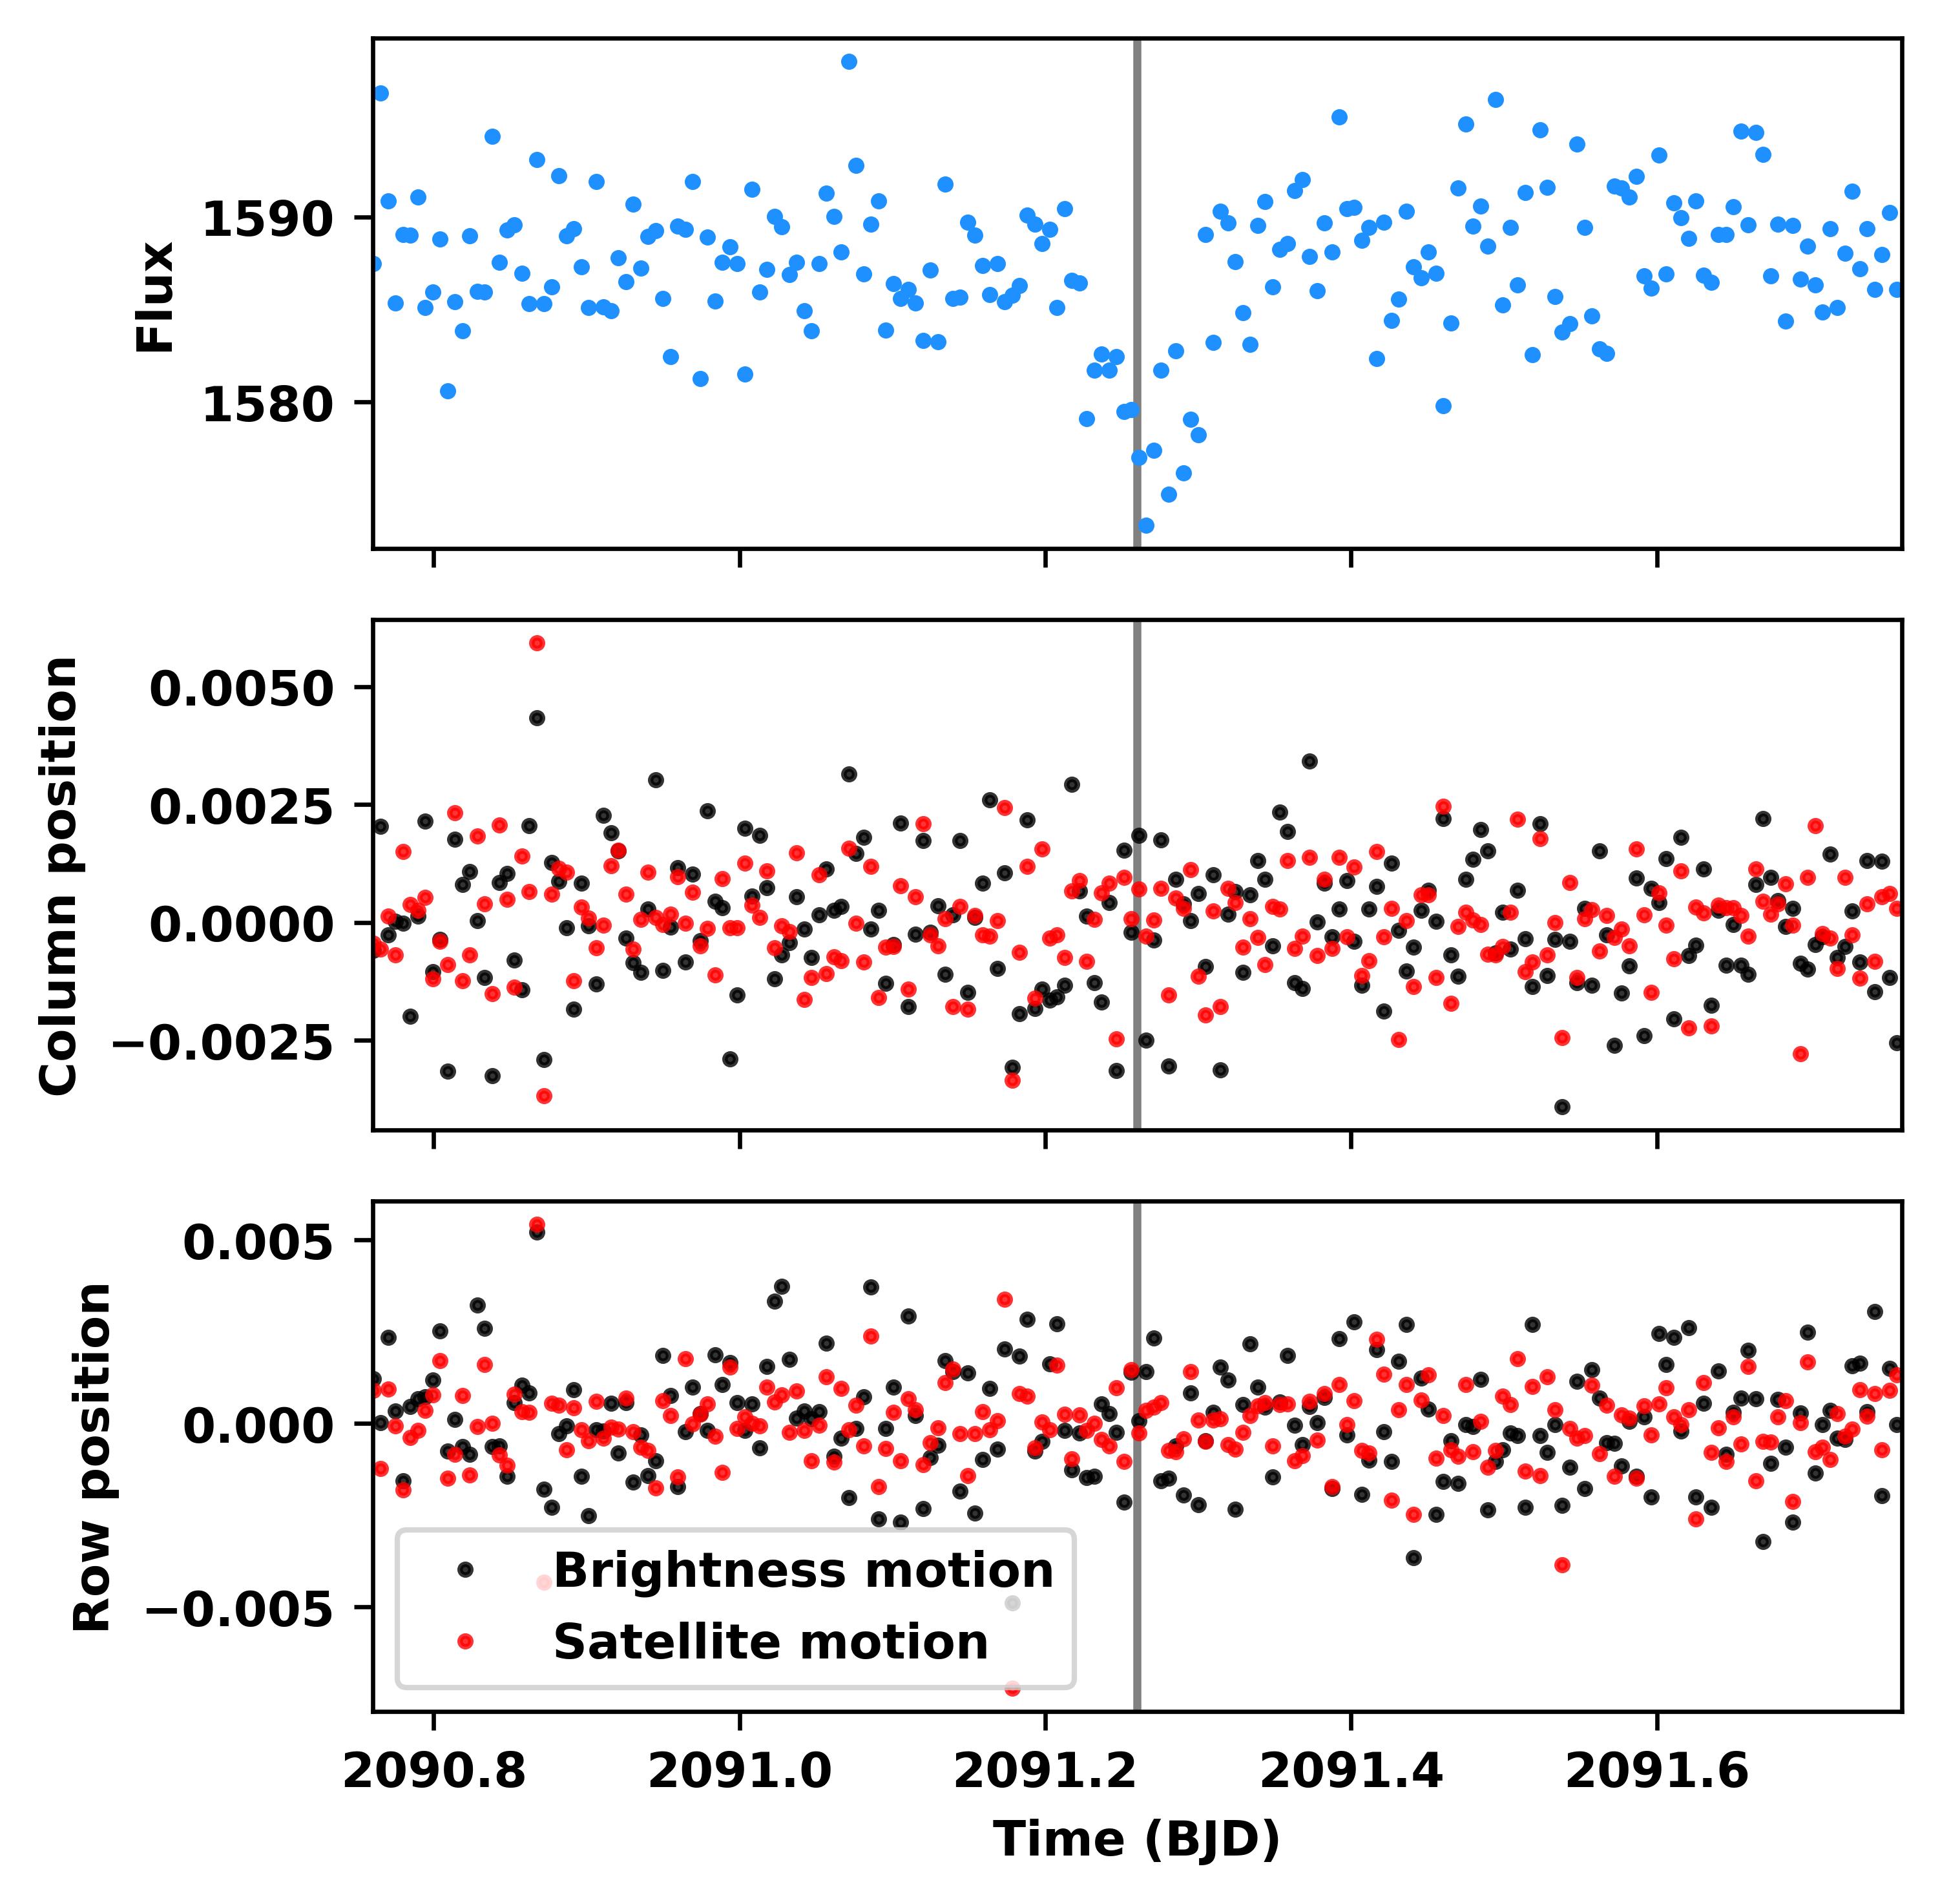 Flux
1590
1580
Column position
0.0050
0.0025
0.0000
−0.0025
Row position
0.005
0.000
−0.005
Brightness motion
Satellite motion
2090.8 2091.0 2091.2 2091.4 2091.6
Time (BJD)